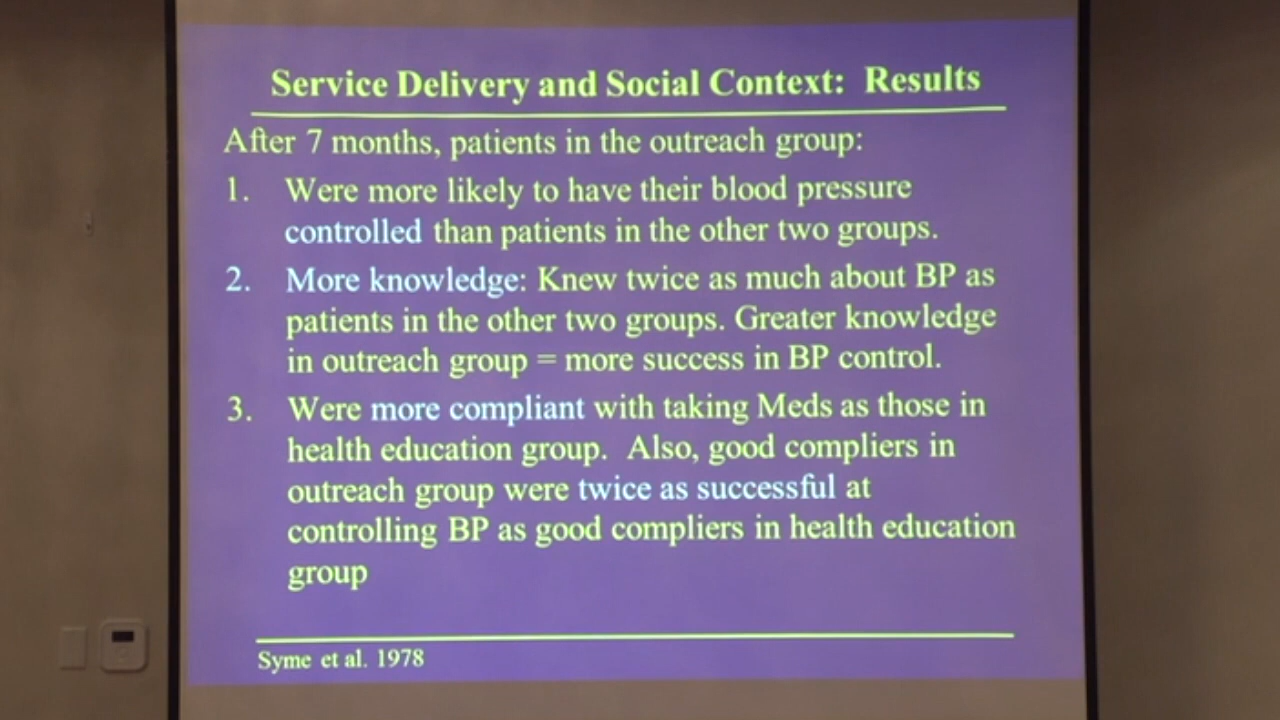 Service Delivery and Social Context: Results
After 7 months, patients in the outreach group:
1. Were more likely to have their blood pressure
controlled than patients in the other two groups.
2. More knowledge: Knew twice as much about BP as
patients in the other two groups. Greater knowledge
in outreach group = more success in BP control.
3. Were more compliant with taking Meds as those in
health education group. Also, good compliers in
outreach group were twice as successful at
controlling BP as good compliers in health education
group
Syme et al. 1978